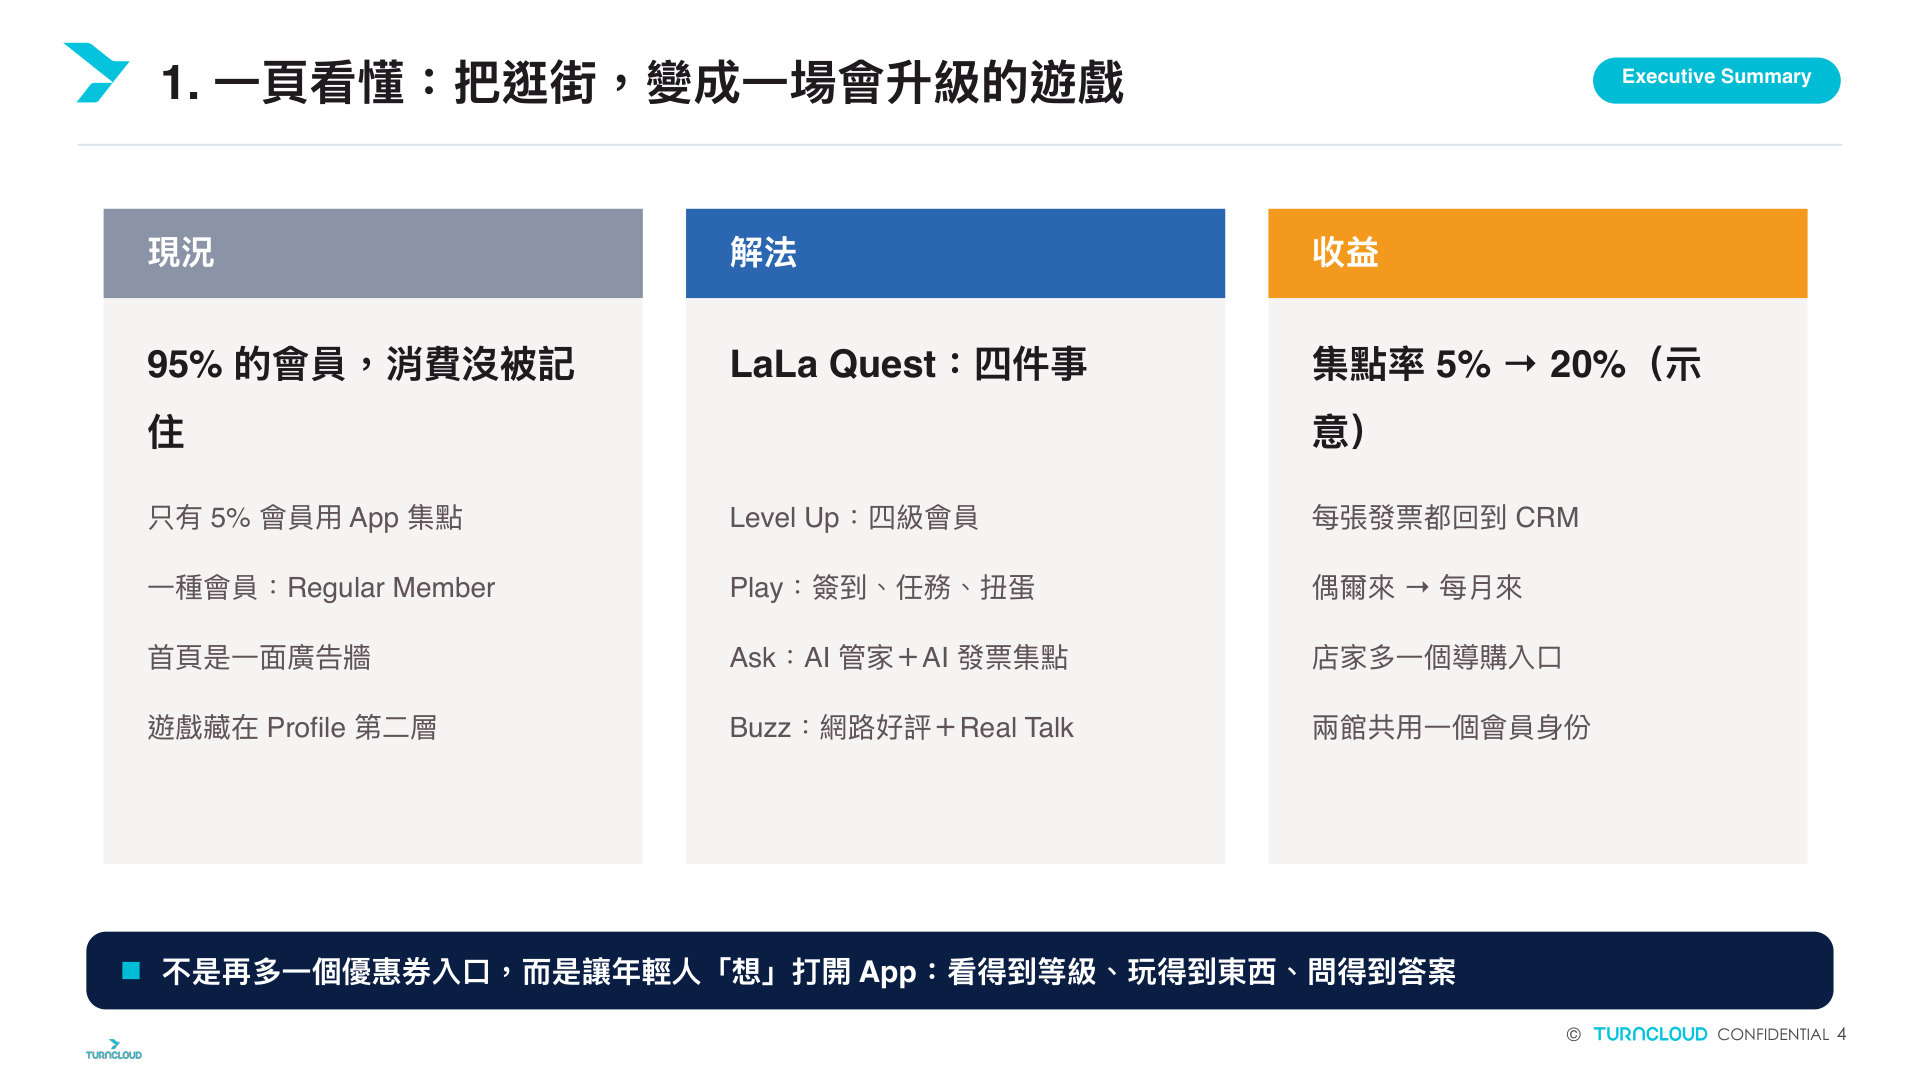 1. 一頁看懂：把逛街，變成一場會升級的遊戲
Executive Summary
現況
95% 的會員，消費沒被記
住
只有 5% 會員用 App 集點
一種會員：Regular Member
首頁是一面廣告牆
遊戲藏在 Profile 第二層
解法
LaLa Quest：四件事
Level Up：四級會員
Play：簽到、任務、扭蛋
Ask：AI 管家＋AI 發票集點
Buzz：網路好評＋Real Talk
收益
集點率 5% → 20%（示
意）
每張發票都回到 CRM
偶爾來 → 每月來
店家多一個導購入口
兩館共用一個會員身份
■ 不是再多一個優惠券入口，而是讓年輕人「想」打開 App：看得到等級、玩得到東西、問得到答案
TURNCLOUD
© TURNCLOUD CONFIDENTIAL 4